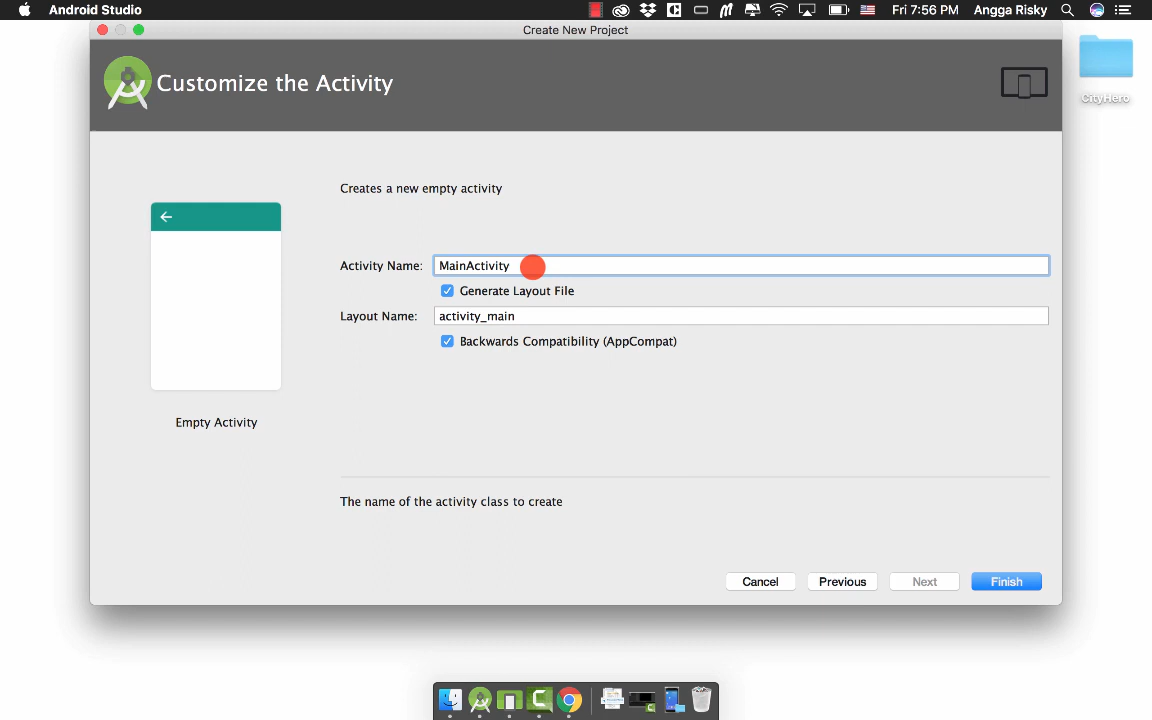 Android Studio
Fri 7:56 PM
Angga Risky
Create New Project
Customize the Activity
CityHero
Creates a new empty activity
Activity Name:
MainActivity
Generate Layout File
Layout Name:
activity_main
Backwards Compatibility (AppCompat)
Empty Activity
The name of the activity class to create
Cancel
Previous
Next
Finish